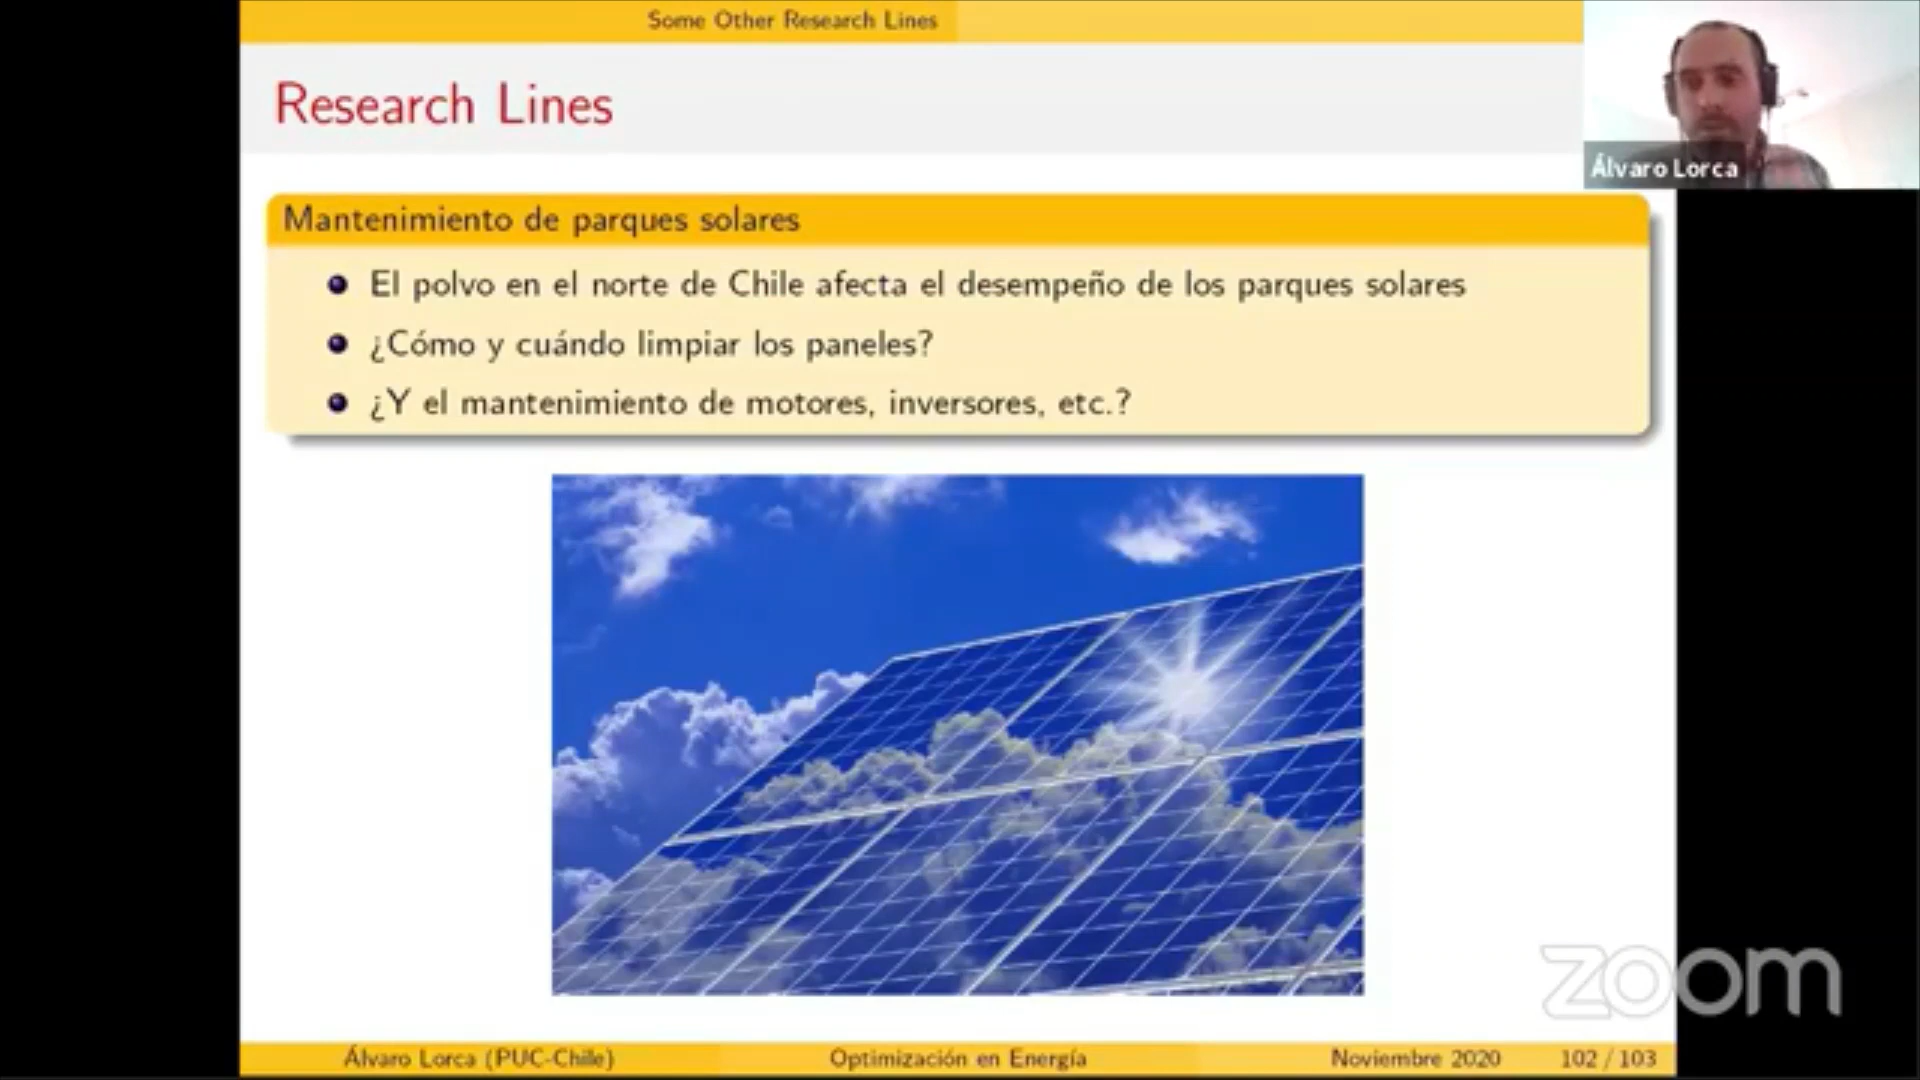 Some Other Research Lines
Research Lines
Álvaro Lorca
Mantenimiento de parques solares
El polvo en el norte de Chile afecta el desempeño de los parques solares
¿Cómo y cuándo limpiar los paneles?
¿Y el mantenimiento de motores, inversores, etc.?
zoom
Álvaro Lorca (PUC-Chile) Optimización en Energía Noviembre 2020 102 / 103